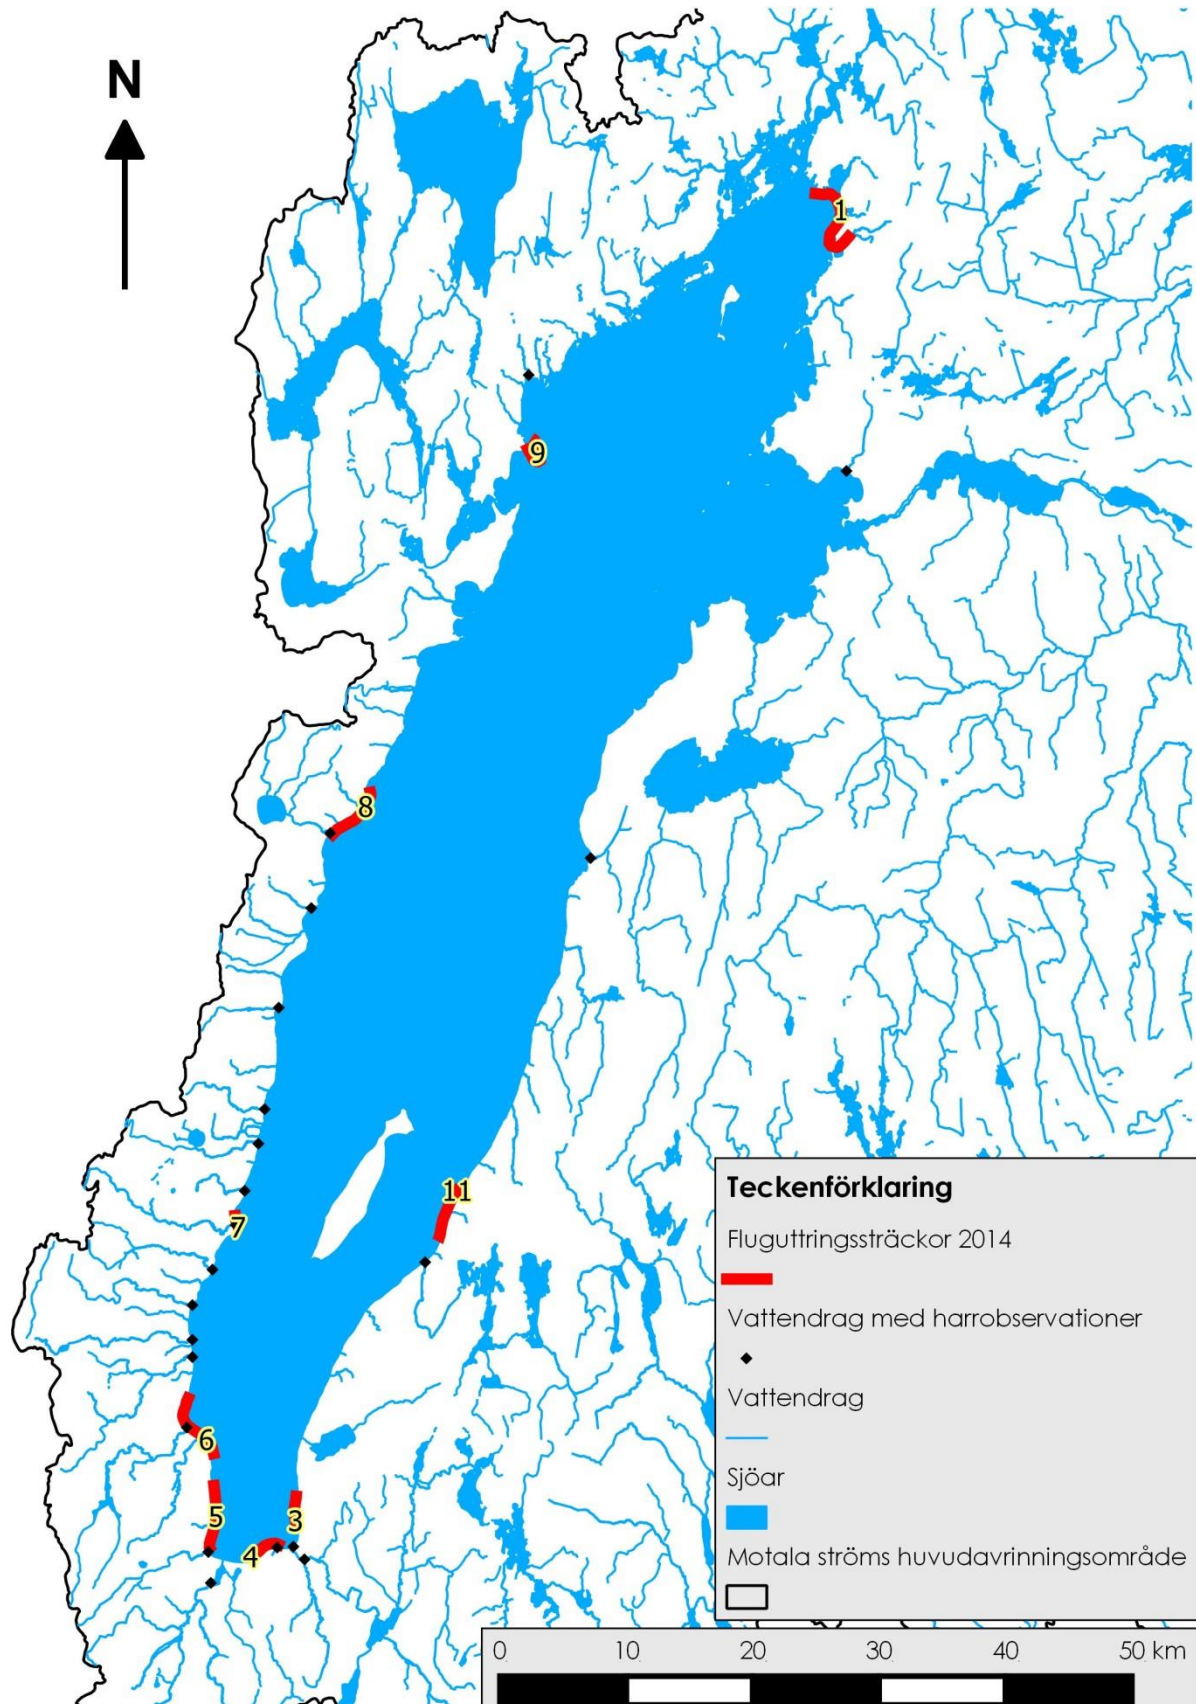 N
1
9
8
11
7
6
5
3
4
Teckenförklaring
Fluguttringssträckor 2014
Vattendrag med harrobservationer
Vattendrag
Sjöar
Motala ströms huvudavrinningsområde
0 10 20 30 40 50 km